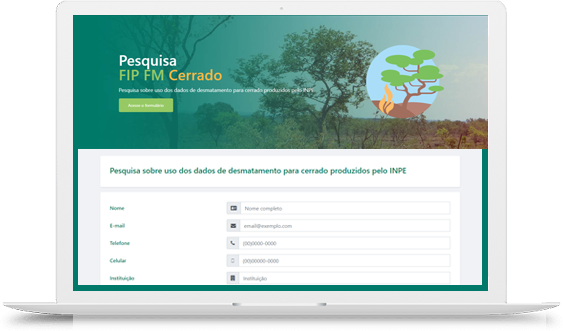 Pesquisa
FIP FM Cerrado
Pesquisa sobre uso dos dados de desmatamento para cerrado produzidos pelo INPE
Acesse o formulário
Pesquisa sobre uso dos dados de desmatamento para cerrado produzidos pelo INPE
Nome
Nome completo
E-mail
email@exemplo.com
Telefone
(00)0000-0000
Celular
(00)00000-0000
Instituição
Instituição